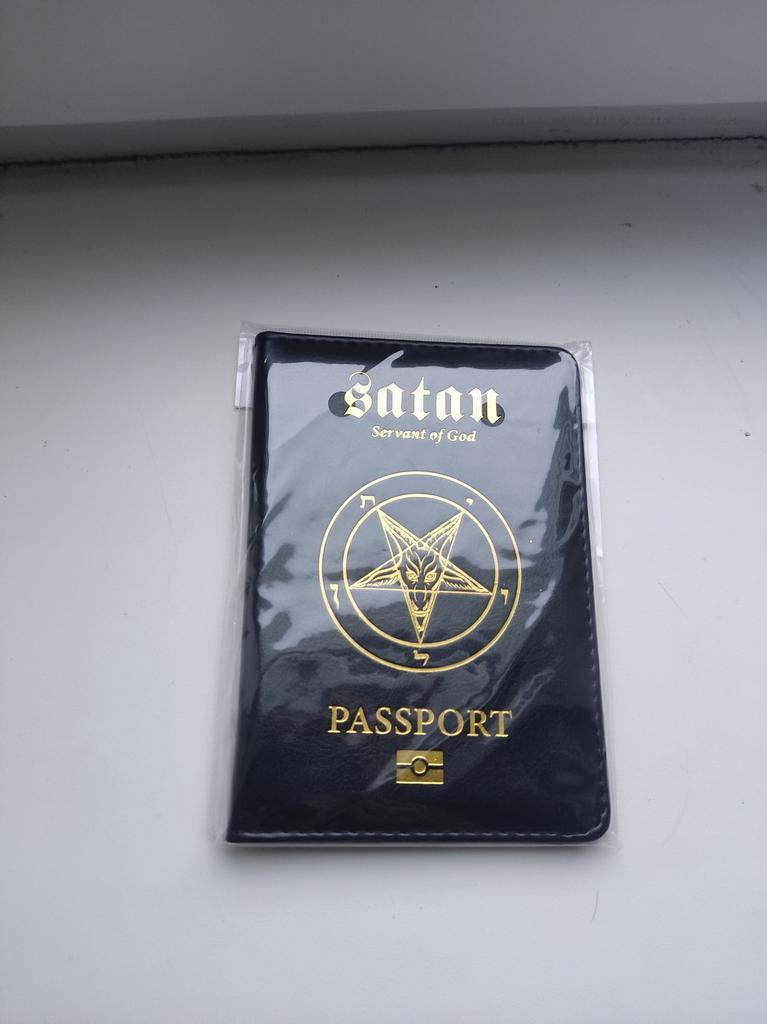 Satan
Servant of God
ת
י
ן
ו
ל
PASSPORT